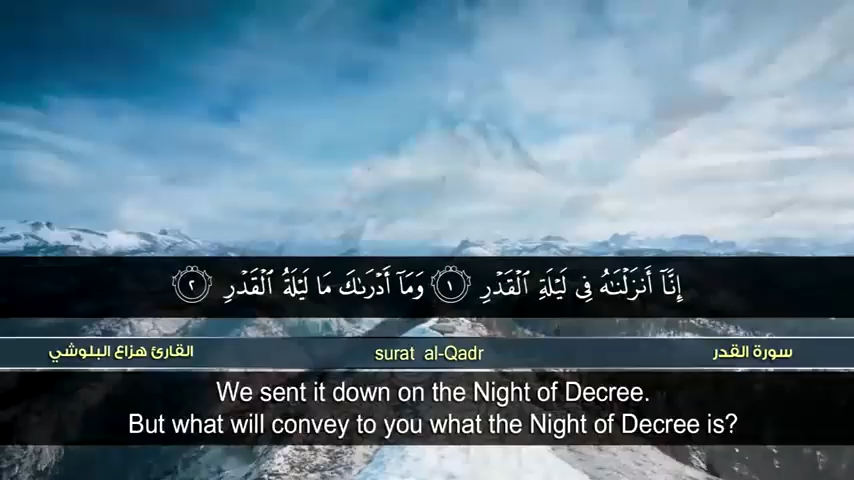 إِنَّآ أَنزَلْنَٰهُ فِى لَيْلَةِ ٱلْقَدْرِ ١ وَمَآ أَدْرَىٰكَ مَا لَيْلَةُ ٱلْقَدْرِ ٢
سورة القدر surat al-Qadr القارئ هزاع البلوشي
We sent it down on the Night of Decree.
But what will convey to you what the Night of Decree is?